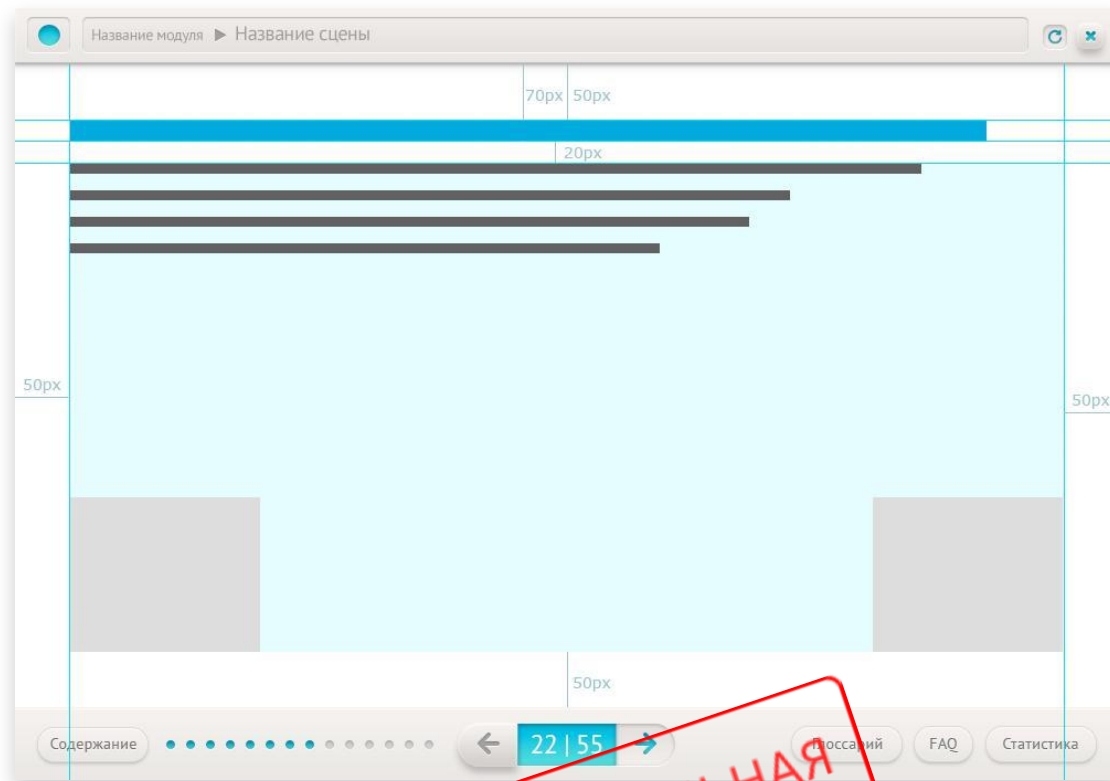 Название модуля ▶ Название сцены
70px 50px
20px
50px
50px
50px
Содержание
22 | 55
Глоссарий
FAQ
Статистика